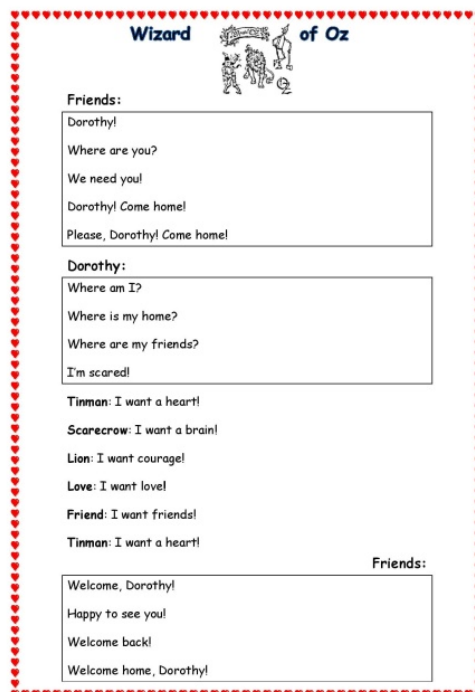 Wizard of Oz
Friends:
Dorothy!
Where are you?
We need you!
Dorothy! Come home!
Please, Dorothy! Come home!
Dorothy:
Where am I?
Where is my home?
Where are my friends?
I'm scared!
Tinman: I want a heart!
Scarecrow: I want a brain!
Lion: I want courage!
Love: I want love!
Friend: I want friends!
Tinman: I want a heart!
Friends:
Welcome, Dorothy!
Happy to see you!
Welcome back!
Welcome home, Dorothy!